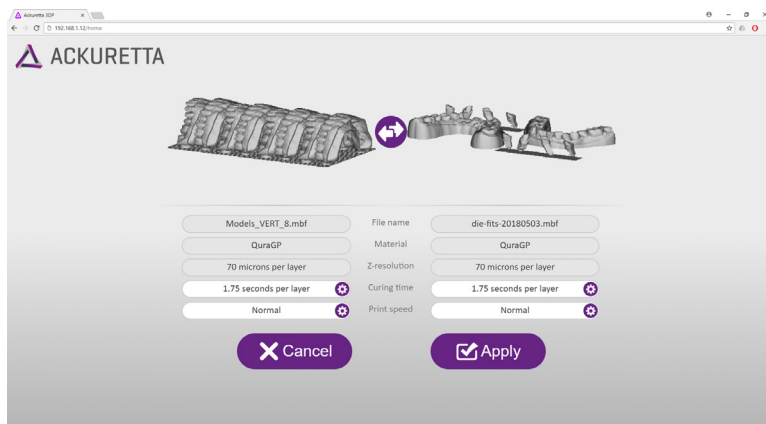 Ackuretta 3DP
192.168.1.12/home
ACKURETTA
Models_VERT_8.mbf File name die-fits-20180503.mbf
QuraGP Material QuraGP
70 microns per layer Z-resolution 70 microns per layer
1.75 seconds per layer Curing time 1.75 seconds per layer
Normal Print speed Normal
Cancel Apply